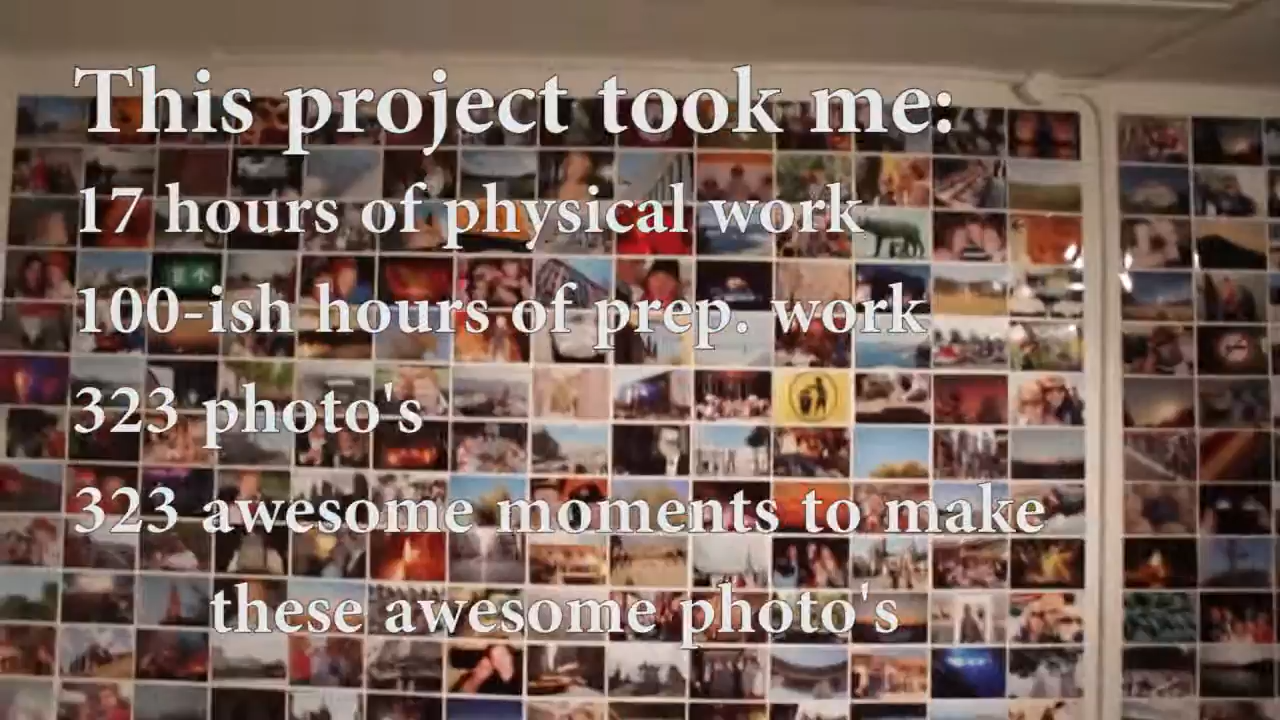 This project took me:
17 hours of physical work
100-ish hours of prep. work
323 photo's
323 awesome moments to make
these awesome photo's